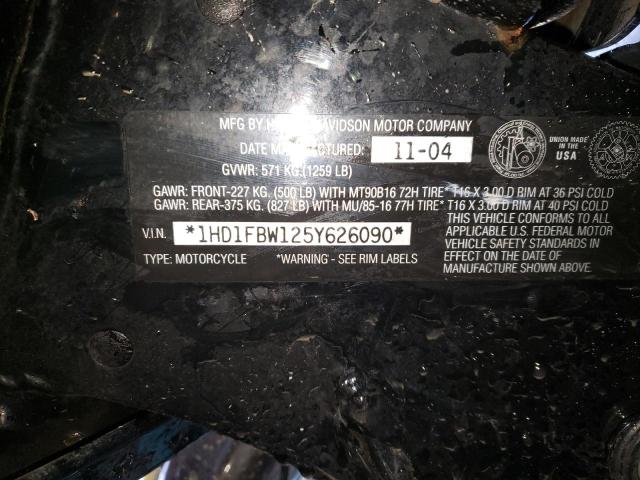 MFG BY H DAVIDSON MOTOR COMPANY
DATE MANUFACTURED: 11-04
GVWR: 571 KG.(1259 LB)
UNION MADE
IN THE
USA
GAWR: FRONT-227 KG. (500 LB) WITH MT90B16 72H TIRE* T16 X 3.00 D RIM AT 36 PSI COLD
GAWR: REAR-375 KG. (827 LB) WITH MU/85-16 77H TIRE* T16 X 3.00 D RIM AT 40 PSI COLD
THIS VEHICLE CONFORMS TO ALL
APPLICABLE U.S. FEDERAL MOTOR
VEHICLE SAFETY STANDARDS IN
EFFECT ON THE DATE OF
MANUFACTURE SHOWN ABOVE.
V.I.N. *1HD1FBW125Y626090*
TYPE: MOTORCYCLE *WARNING - SEE RIM LABELS